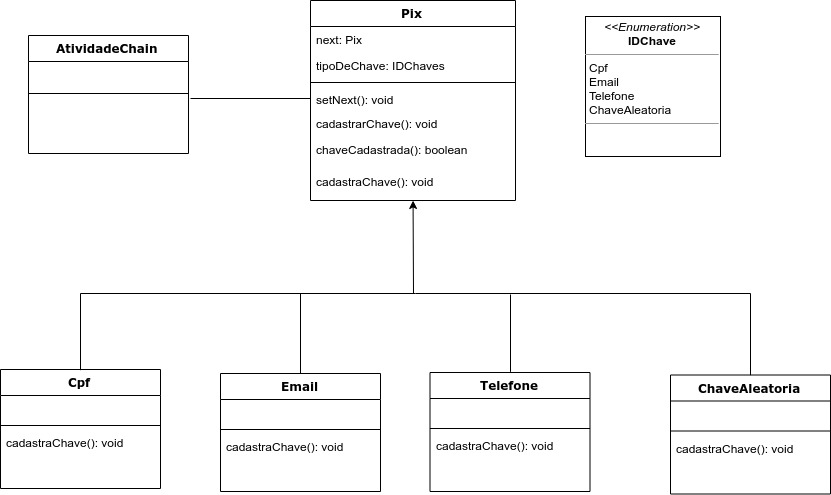 AtividadeChain
Pix
next: Pix
tipoDeChave: IDChaves
setNext(): void
cadastrarChave(): void
chaveCadastrada(): boolean
cadastraChave(): void
<<Enumeration>>
IDChave
Cpf
Email
Telefone
ChaveAleatoria
Cpf
cadastraChave(): void
Email
cadastraChave(): void
Telefone
cadastraChave(): void
ChaveAleatoria
cadastraChave(): void